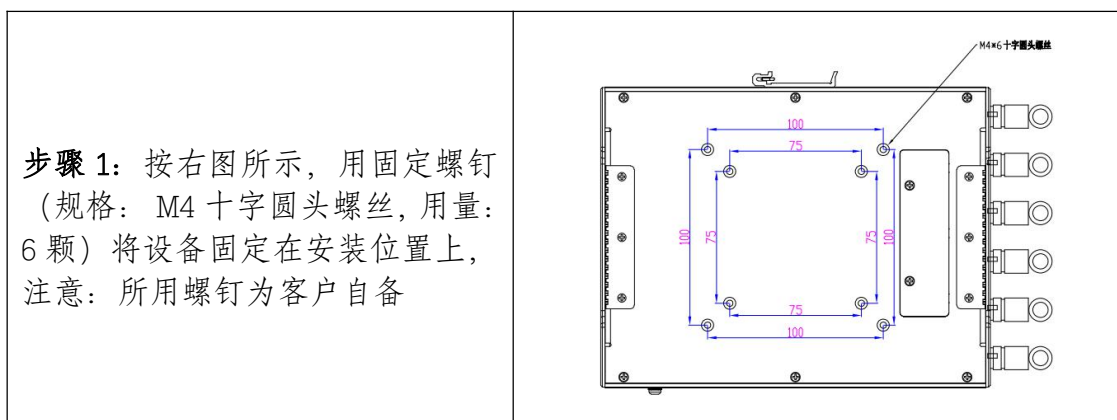 步骤 1：按右图所示，用固定螺钉
（规格： M4 十字圆头螺丝，用量：
6 颗）将设备固定在安装位置上，
注意：所用螺钉为客户自备
M4*6十字圆头螺丝
100
75
100
75
75
100
75
100